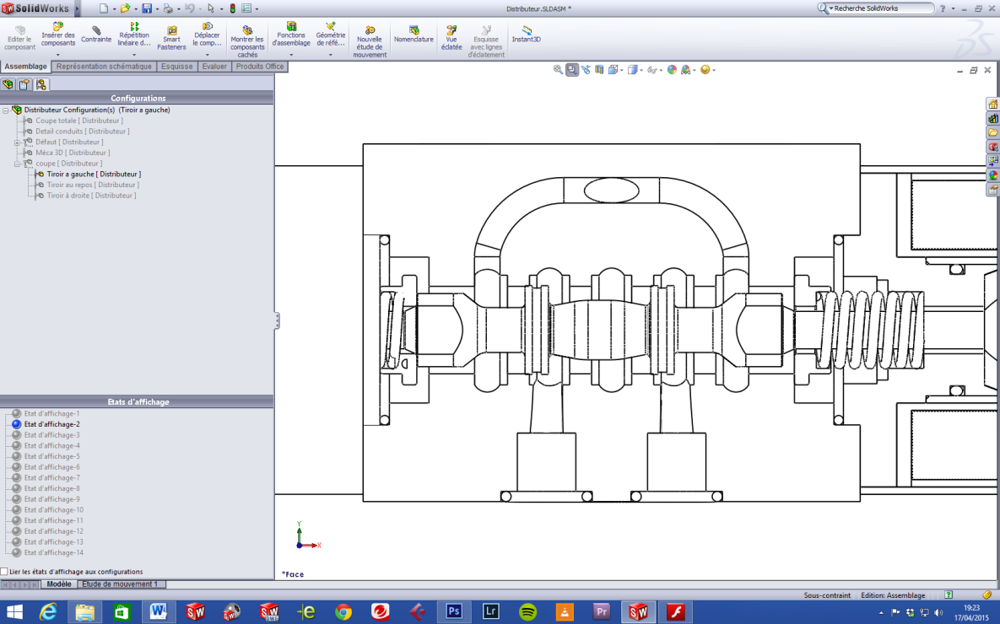 SolidWorks
Distributeur.SLDASM *
Recherche SolidWorks
Editer le composant
Insérer des composants
Contrainte
Répétition linéaire d...
Smart Fasteners
Déplacer le comp...
Montrer les composants cachés
Fonctions d'assemblage
Géométrie de réfé...
Nouvelle étude de mouvement
Nomenclature
Vue éclatée
Esquisse avec lignes d'éclatement
Instant3D
Assemblage
Représentation schématique
Esquisse
Evaluer
Produits Office
Configurations
Distributeur Configuration(s) (Tiroir a gauche)
Coupe totale [ Distributeur ]
Detail conduits [ Distributeur ]
Défaut [ Distributeur ]
Méca 3D [ Distributeur ]
coupe [ Distributeur ]
Tiroir a gauche [ Distributeur ]
Tiroir au repos [ Distributeur ]
Tiroir à droite [ Distributeur ]
Etats d'affichage
Etat d'affichage-1
Etat d'affichage-2
Etat d'affichage-3
Etat d'affichage-4
Etat d'affichage-5
Etat d'affichage-6
Etat d'affichage-7
Etat d'affichage-8
Etat d'affichage-9
Etat d'affichage-10
Etat d'affichage-11
Etat d'affichage-12
Etat d'affichage-13
Etat d'affichage-14
Lier les états d'affichage aux configurations
Y
X
*Face
Modèle
Etude de mouvement 1
Sous-contraint
Edition: Assemblage
Ps
Lr
Pr
19:23
17/04/2015